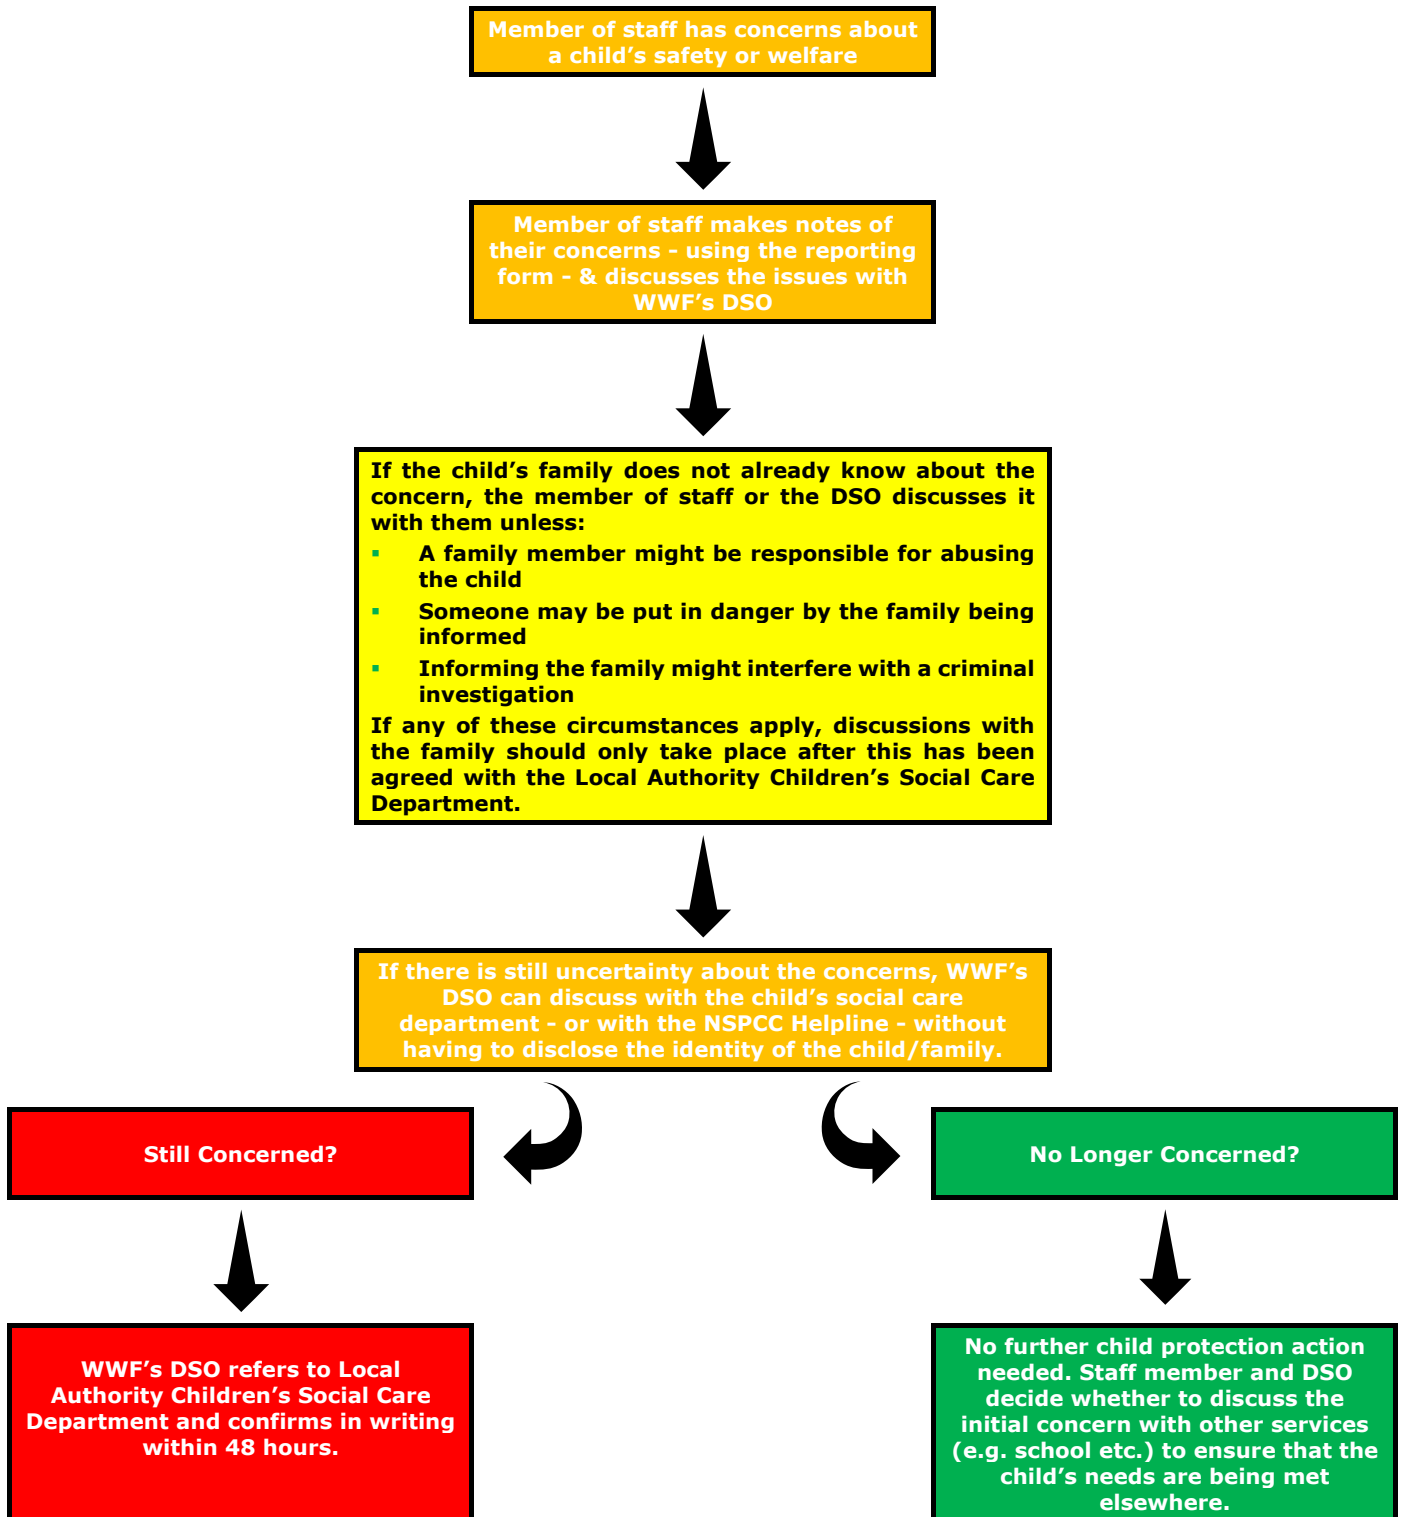 Member of staff has concerns about
a child’s safety or welfare
Member of staff makes notes of
their concerns - using the reporting
form - & discusses the issues with
WWF’s DSO
If the child’s family does not already know about the
concern, the member of staff or the DSO discusses it
with them unless:
▪ A family member might be responsible for abusing
the child
▪ Someone may be put in danger by the family being
informed
▪ Informing the family might interfere with a criminal
investigation
If any of these circumstances apply, discussions with
the family should only take place after this has been
agreed with the Local Authority Children’s Social Care
Department.
If there is still uncertainty about the concerns, WWF’s
DSO can discuss with the child’s social care
department - or with the NSPCC Helpline - without
having to disclose the identity of the child/family.
Still Concerned?
No Longer Concerned?
WWF’s DSO refers to Local
Authority Children’s Social Care
Department and confirms in writing
within 48 hours.
No further child protection action
needed. Staff member and DSO
decide whether to discuss the
initial concern with other services
(e.g. school etc.) to ensure that the
child’s needs are being met
elsewhere.